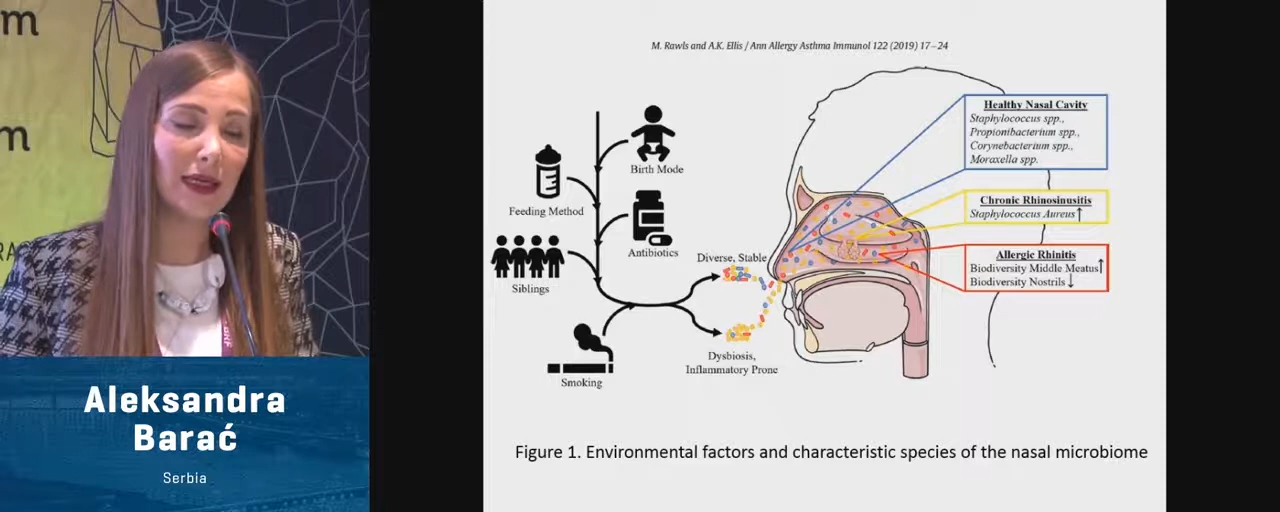 m
m
RA
Aleksandra
Barać
Serbia
M. Rawls and A.K. Ellis / Ann Allergy Asthma Immunol 122 (2019) 17–24
Birth Mode
Feeding Method
Antibiotics
Siblings
Smoking
Diverse, Stable
Dysbiosis,
Inflammatory Prone
Healthy Nasal Cavity
Staphylococcus spp.,
Propionibacterium spp.,
Corynebacterium spp.,
Moraxella spp.
Chronic Rhinosinusitis
Staphylococcus Aureus↑
Allergic Rhinitis
Biodiversity Middle Meatus↑
Biodiversity Nostrils↓
Figure 1. Environmental factors and characteristic species of the nasal microbiome